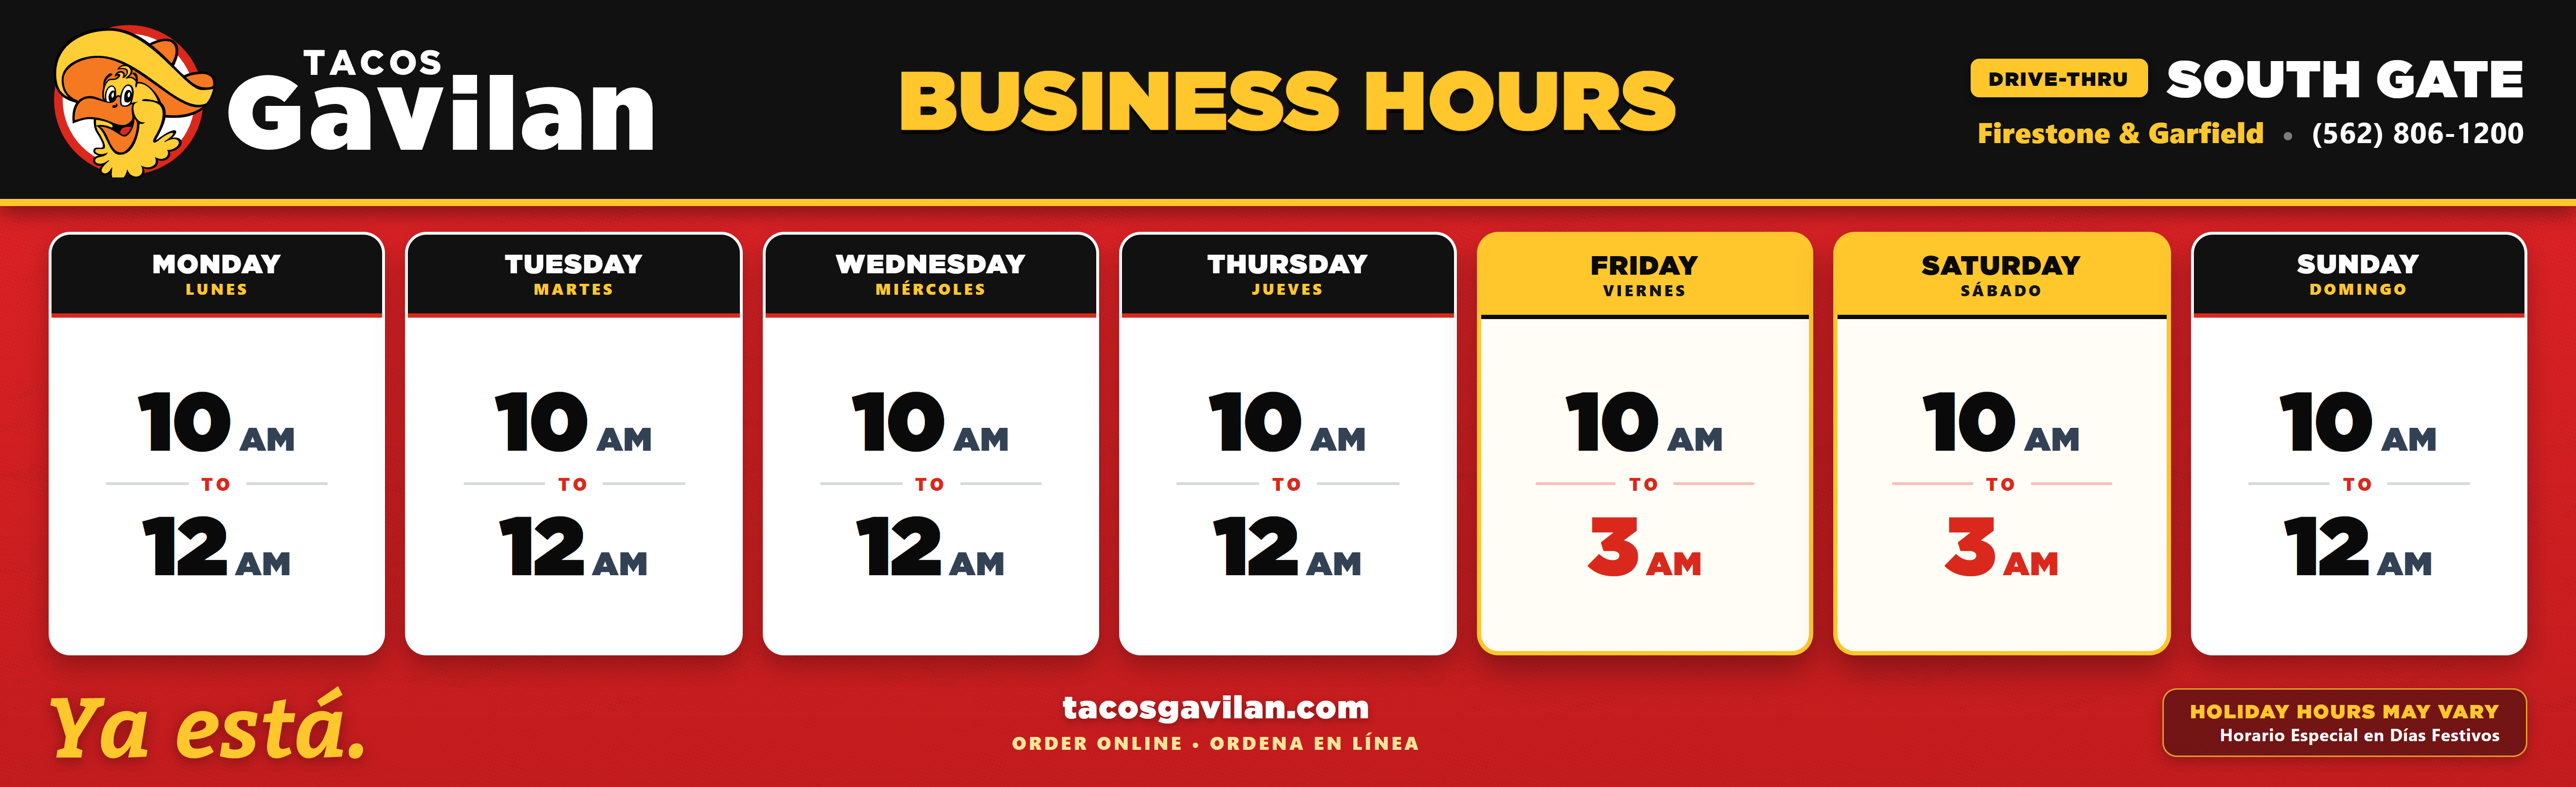 TACOS
Gavilan
BUSINESS HOURS
DRIVE-THRU SOUTH GATE
Firestone & Garfield • (562) 806-1200
MONDAY
LUNES
10 AM
TO
12 AM
TUESDAY
MARTES
10 AM
TO
12 AM
WEDNESDAY
MIÉRCOLES
10 AM
TO
12 AM
THURSDAY
JUEVES
10 AM
TO
12 AM
FRIDAY
VIERNES
10 AM
TO
3 AM
SATURDAY
SÁBADO
10 AM
TO
3 AM
SUNDAY
DOMINGO
10 AM
TO
12 AM
Ya está.
tacosgavilan.com
ORDER ONLINE • ORDENA EN LÍNEA
HOLIDAY HOURS MAY VARY
Horario Especial en Días Festivos